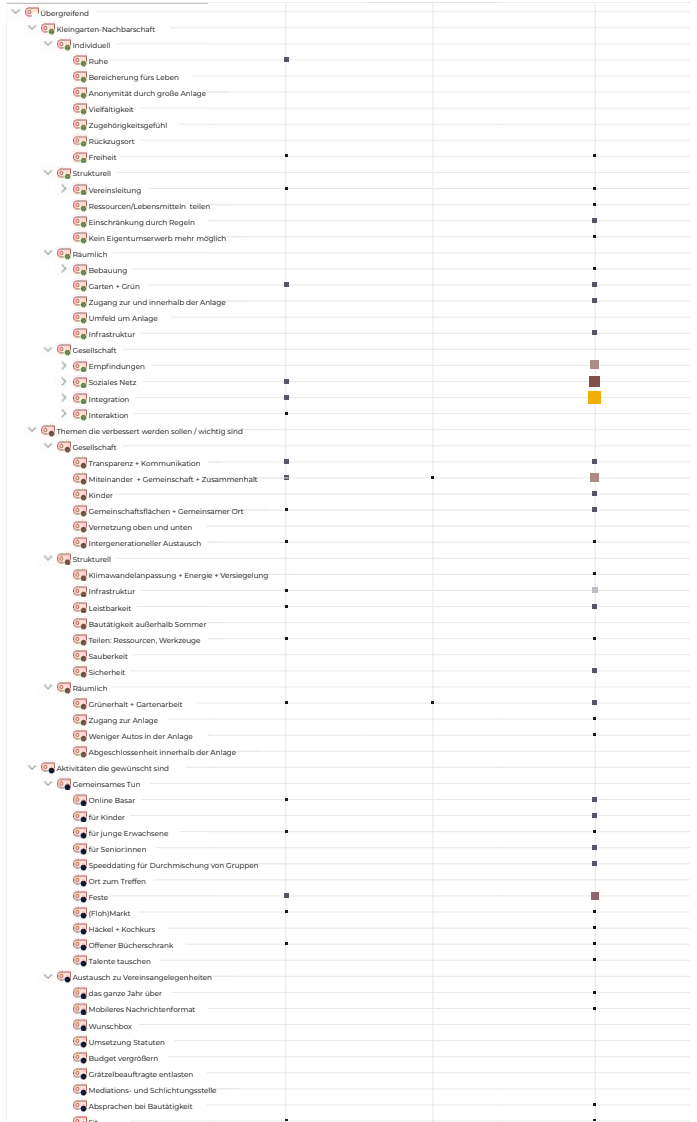 Übergreifend
Kleingarten-Nachbarschaft
Individuell
Ruhe
Bereicherung fürs Leben
Anonymität durch große Anlage
Vielfältigkeit
Zugehörigkeitsgefühl
Rückzugsort
Freiheit
Strukturell
Vereinsleitung
Ressourcen/Lebensmitteln teilen
Einschränkung durch Regeln
Kein Eigentumserwerb mehr möglich
Räumlich
Bebauung
Garten + Grün
Zugang zur und innerhalb der Anlage
Umfeld um Anlage
Infrastruktur
Gesellschaft
Empfindungen
Soziales Netz
Integration
Interaktion
Themen die verbessert werden sollen / wichtig sind
Gesellschaft
Transparenz + Kommunikation
Miteinander + Gemeinschaft + Zusammenhalt
Kinder
Gemeinschaftsflächen + Gemeinsamer Ort
Vernetzung oben und unten
Intergenerationeller Austausch
Strukturell
Klimawandelanpassung + Energie + Versiegelung
Infrastruktur
Leistbarkeit
Bautätigkeit außerhalb Sommer
Teilen: Ressourcen, Werkzeuge
Sauberkeit
Sicherheit
Räumlich
Grünerhalt + Gartenarbeit
Zugang zur Anlage
Weniger Autos in der Anlage
Abgeschlossenheit innerhalb der Anlage
Aktivitäten die gewünscht sind
Gemeinsames Tun
Online Basar
für Kinder
für junge Erwachsene
für Senior:innen
Speeddating für Durchmischung von Gruppen
Ort zum Treffen
Feste
(Floh)Markt
Häckel + Kochkurs
Offener Bücherschrank
Talente tauschen
Austausch zu Vereinsangelegenheiten
das ganze Jahr über
Mobileres Nachrichtenformat
Wunschbox
Umsetzung Statuten
Budget vergrößern
Grätzelbeauftragte entlasten
Mediations- und Schlichtungsstelle
Absprachen bei Bautätigkeit